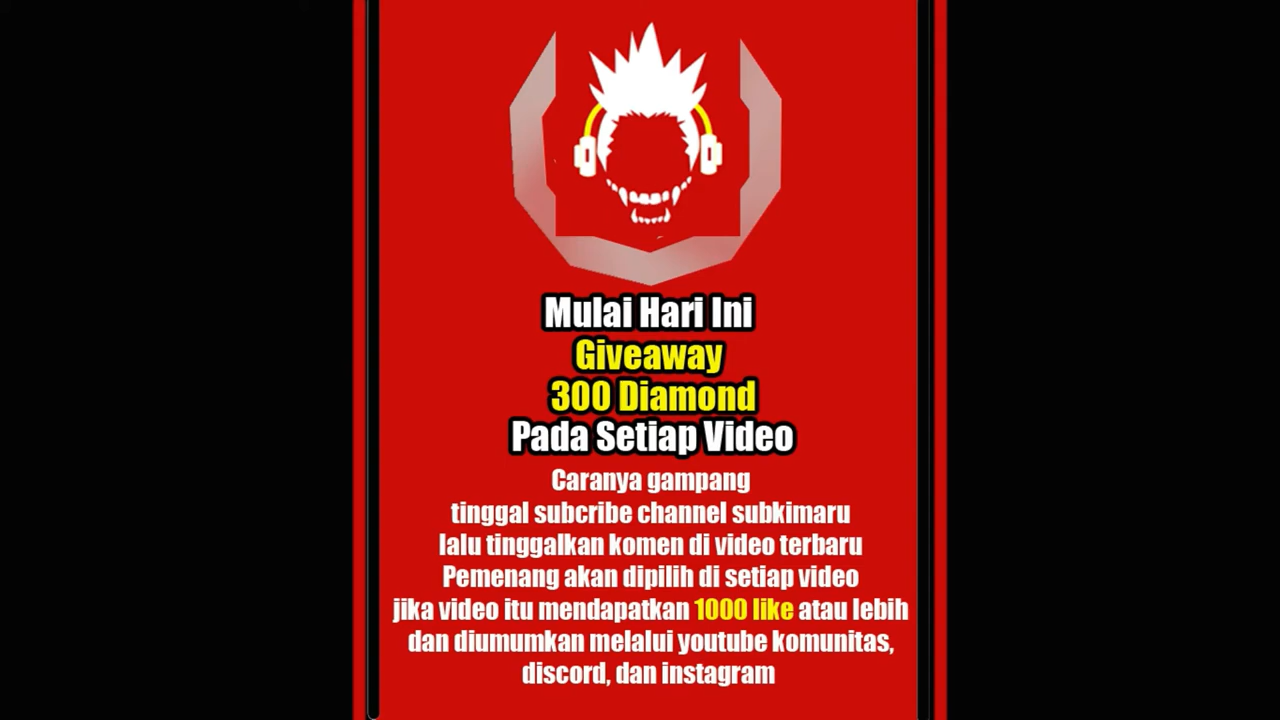 Mulai Hari Ini
Giveaway
300 Diamond
Pada Setiap Video
Caranya gampang
tinggal subcribe channel subkimaru
lalu tinggalkan komen di video terbaru
Pemenang akan dipilih di setiap video
jika video itu mendapatkan 1000 like atau lebih
dan diumumkan melalui youtube komunitas,
discord, dan instagram